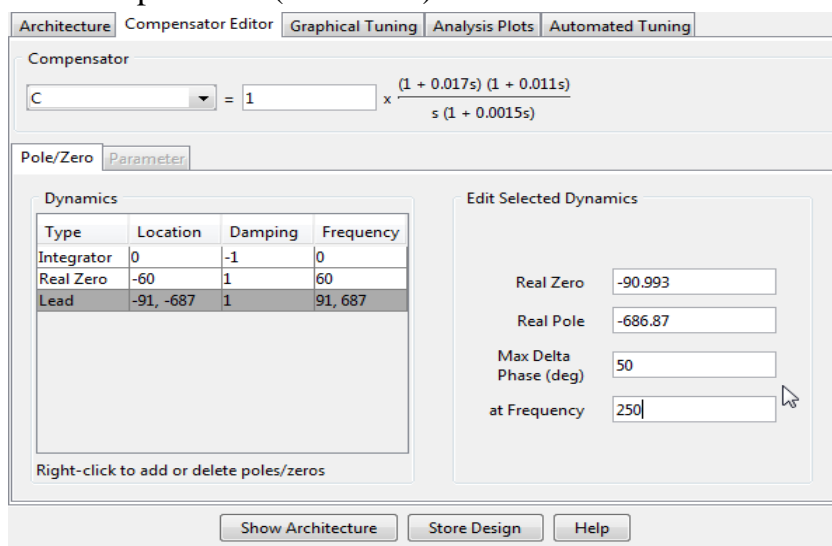 Architecture Compensator Editor Graphical Tuning Analysis Plots Automated Tuning
Compensator
C = 1 x (1 + 0.017s) (1 + 0.011s)
s (1 + 0.0015s)
Pole/Zero Parameter
Dynamics
Type Location Damping Frequency
Integrator 0 -1 0
Real Zero -60 1 60
Lead -91, -687 1 91, 687
Right-click to add or delete poles/zeros
Edit Selected Dynamics
Real Zero -90.993
Real Pole -686.87
Max Delta
Phase (deg) 50
at Frequency 250
Show Architecture Store Design Help